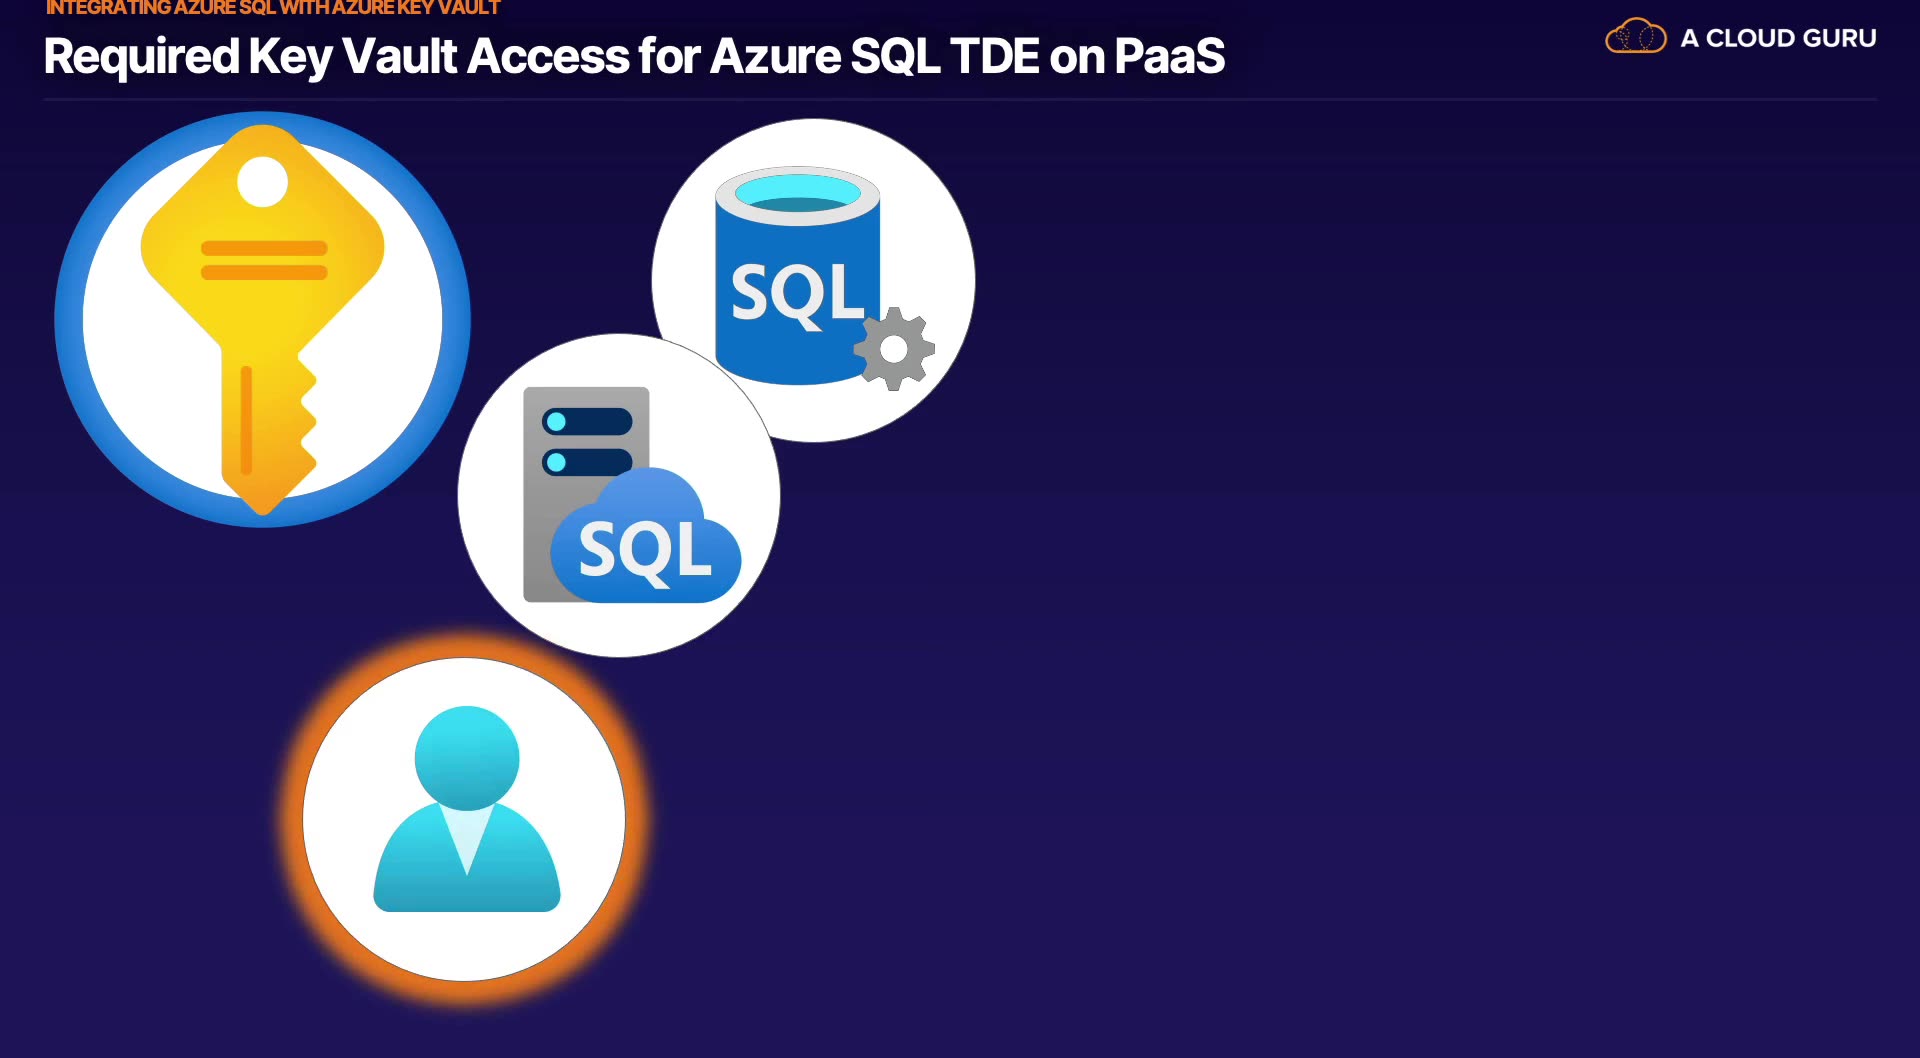 INTEGRATING AZURE SQL WITH AZURE KEY VAULT
Required Key Vault Access for Azure SQL TDE on PaaS
A CLOUD GURU
SQL
SQL